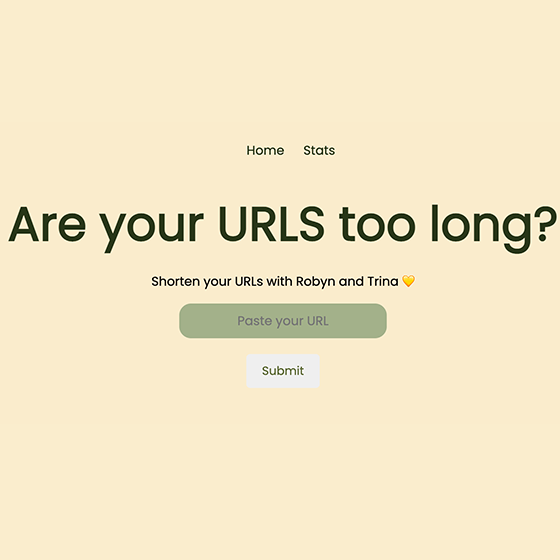 Home Stats
Are your URLS too long?
Shorten your URLs with Robyn and Trina 💛
Paste your URL
Submit